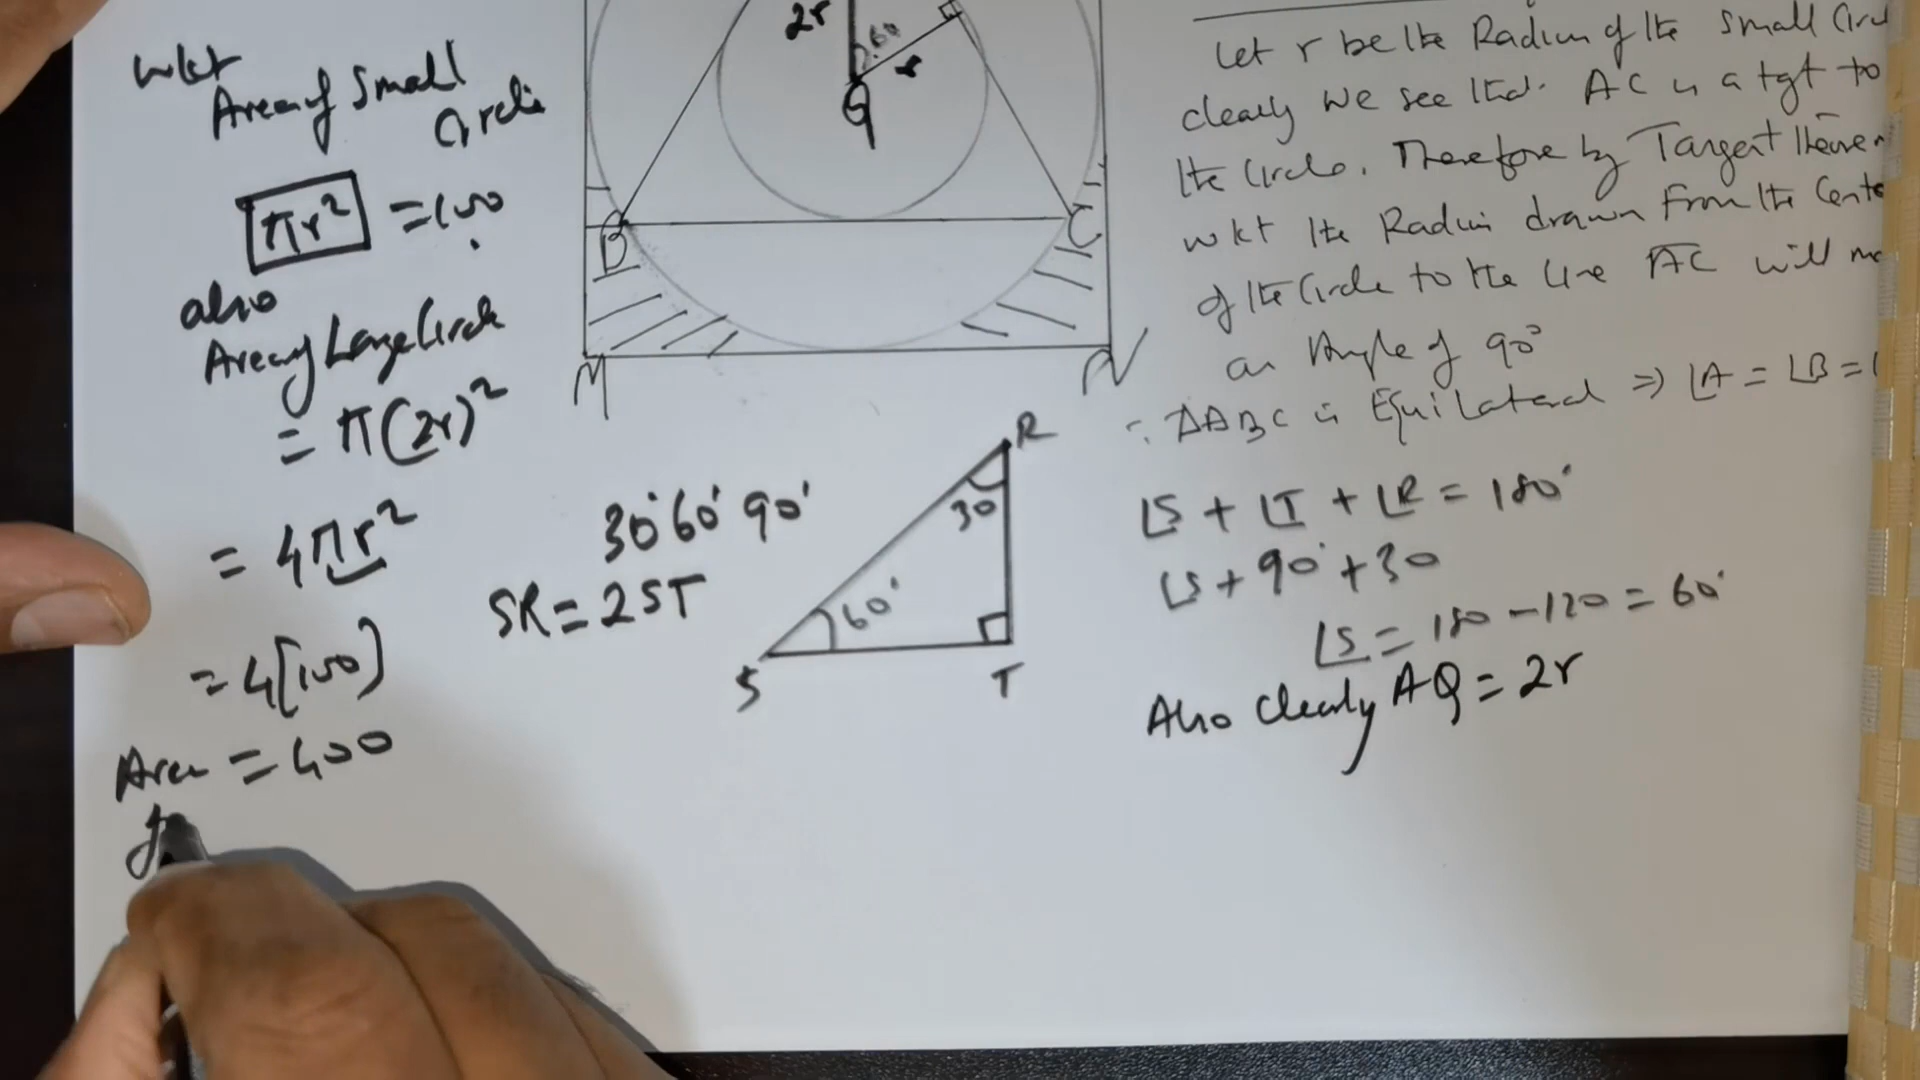 wkt
Area of Small
Circle
πr² = 100
also
Area of Large Circle
= π(2r)²
= 4πr²
= 4[100]
Area = 400
2r
60
r
Q
B
C
M
N
30° 60° 90°
SR = 2ST
R
30
60°
S
T
Let r be the Radius of the Small Circ
clearly we see that. AC is a tgt to
the Circle. Therefore by Tangent theore
wkt the Radius drawn From the Cente
of the Circle to the line AC will ma
an Angle of 90°
∴ ΔABC is Equilateral ⇒ ∠A = ∠B =
∠S + ∠T + ∠R = 180°
∠S + 90° + 30
∠S = 180 - 120 = 60°
Also Clearly AQ = 2r